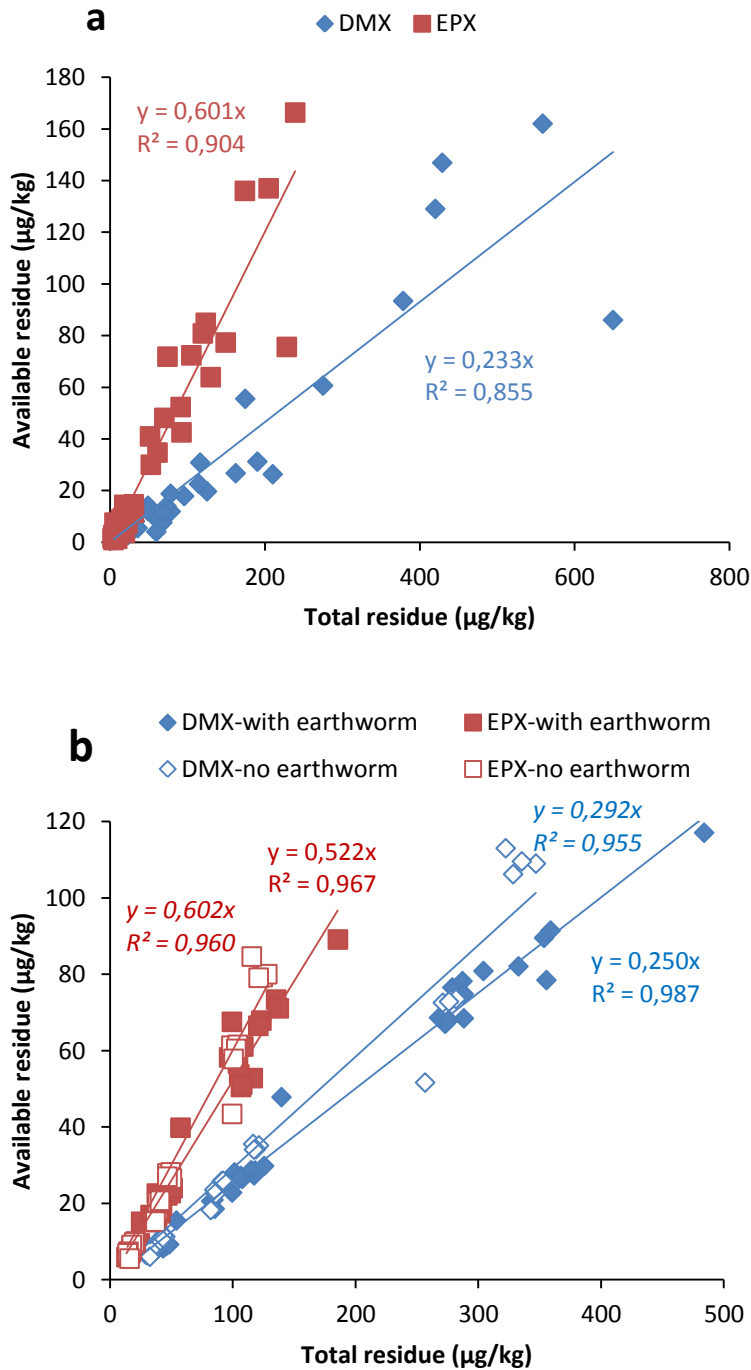 a
DMX EPX
180
160
140
120
100
80
60
40
20
0
Available residue (µg/kg)
y = 0,601x
R² = 0,904
y = 0,233x
R² = 0,855
0 200 400 600 800
Total residue (µg/kg)
b
DMX-with earthworm EPX-with earthworm
DMX-no earthworm EPX-no earthworm
120
100
80
60
40
20
0
Available residue (µg/kg)
y = 0,292x
R² = 0,955
y = 0,522x
R² = 0,967
y = 0,602x
R² = 0,960
y = 0,250x
R² = 0,987
0 100 200 300 400 500
Total residue (µg/kg)